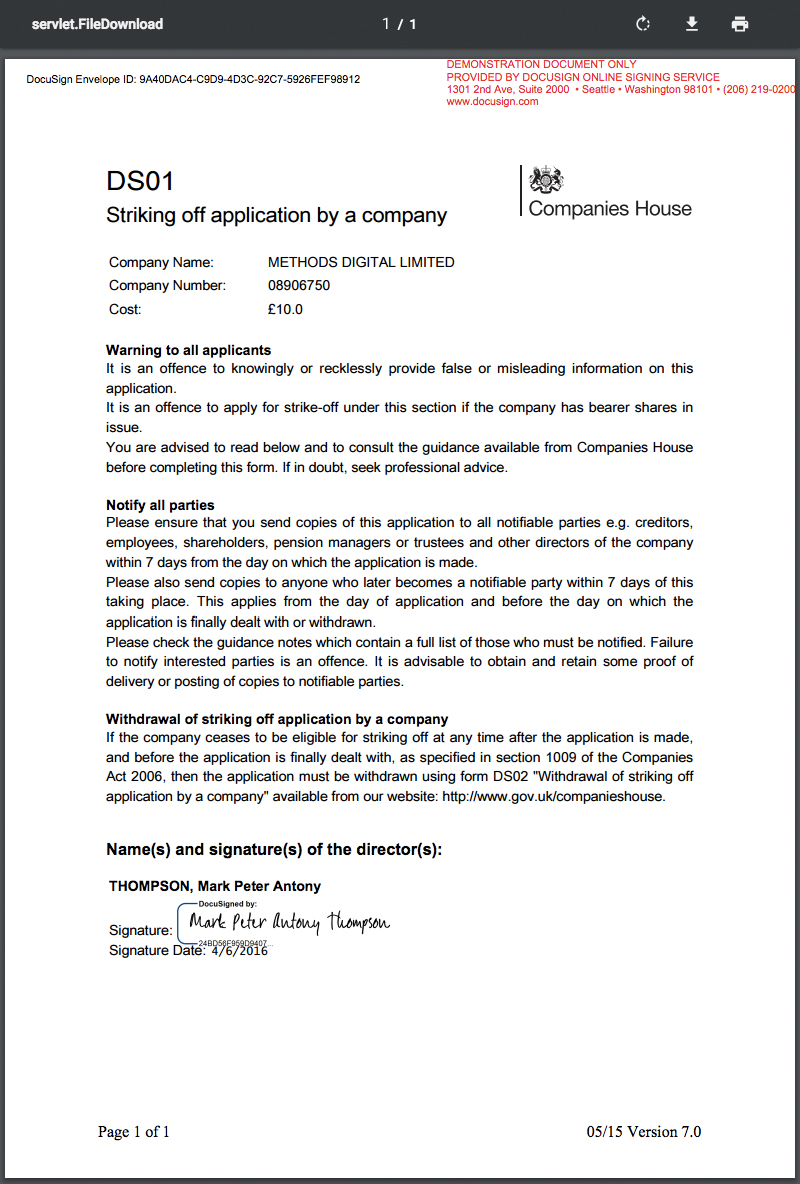 servlet.FileDownload
1 / 1
DocuSign Envelope ID: 9A40DAC4-C9D9-4D3C-92C7-5926FEF98912
DEMONSTRATION DOCUMENT ONLY
PROVIDED BY DOCUSIGN ONLINE SIGNING SERVICE
1301 2nd Ave, Suite 2000 • Seattle • Washington 98101 • (206) 219-0200
www.docusign.com
DS01
Striking off application by a company
Companies House
Company Name: METHODS DIGITAL LIMITED
Company Number: 08906750
Cost: £10.0
Warning to all applicants
It is an offence to knowingly or recklessly provide false or misleading information on this
application.
It is an offence to apply for strike-off under this section if the company has bearer shares in
issue.
You are advised to read below and to consult the guidance available from Companies House
before completing this form. If in doubt, seek professional advice.
Notify all parties
Please ensure that you send copies of this application to all notifiable parties e.g. creditors,
employees, shareholders, pension managers or trustees and other directors of the company
within 7 days from the day on which the application is made.
Please also send copies to anyone who later becomes a notifiable party within 7 days of this
taking place. This applies from the day of application and before the day on which the
application is finally dealt with or withdrawn.
Please check the guidance notes which contain a full list of those who must be notified. Failure
to notify interested parties is an offence. It is advisable to obtain and retain some proof of
delivery or posting of copies to notifiable parties.
Withdrawal of striking off application by a company
If the company ceases to be eligible for striking off at any time after the application is made,
and before the application is finally dealt with, as specified in section 1009 of the Companies
Act 2006, then the application must be withdrawn using form DS02 "Withdrawal of striking off
application by a company" available from our website: http://www.gov.uk/companieshouse.
Name(s) and signature(s) of the director(s):
THOMPSON, Mark Peter Antony
DocuSigned by:
Signature: Mark Peter Antony Thompson
24BD56F959D9407...
Signature Date: 4/6/2016
Page 1 of 1
05/15 Version 7.0